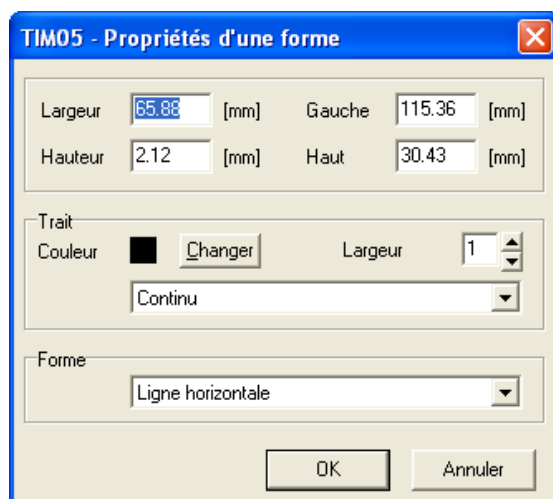 TIM05 - Propriétés d'une forme
Largeur 65.88 [mm] Gauche 115.36 [mm]
Hauteur 2.12 [mm] Haut 30.43 [mm]
Trait
Couleur Changer Largeur 1
Continu
Forme
Ligne horizontale
OK Annuler